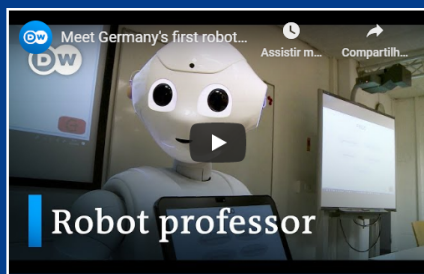 DW Meet Germany's first robot...
Assistir m...
Compartilh...
DW
Robot professor